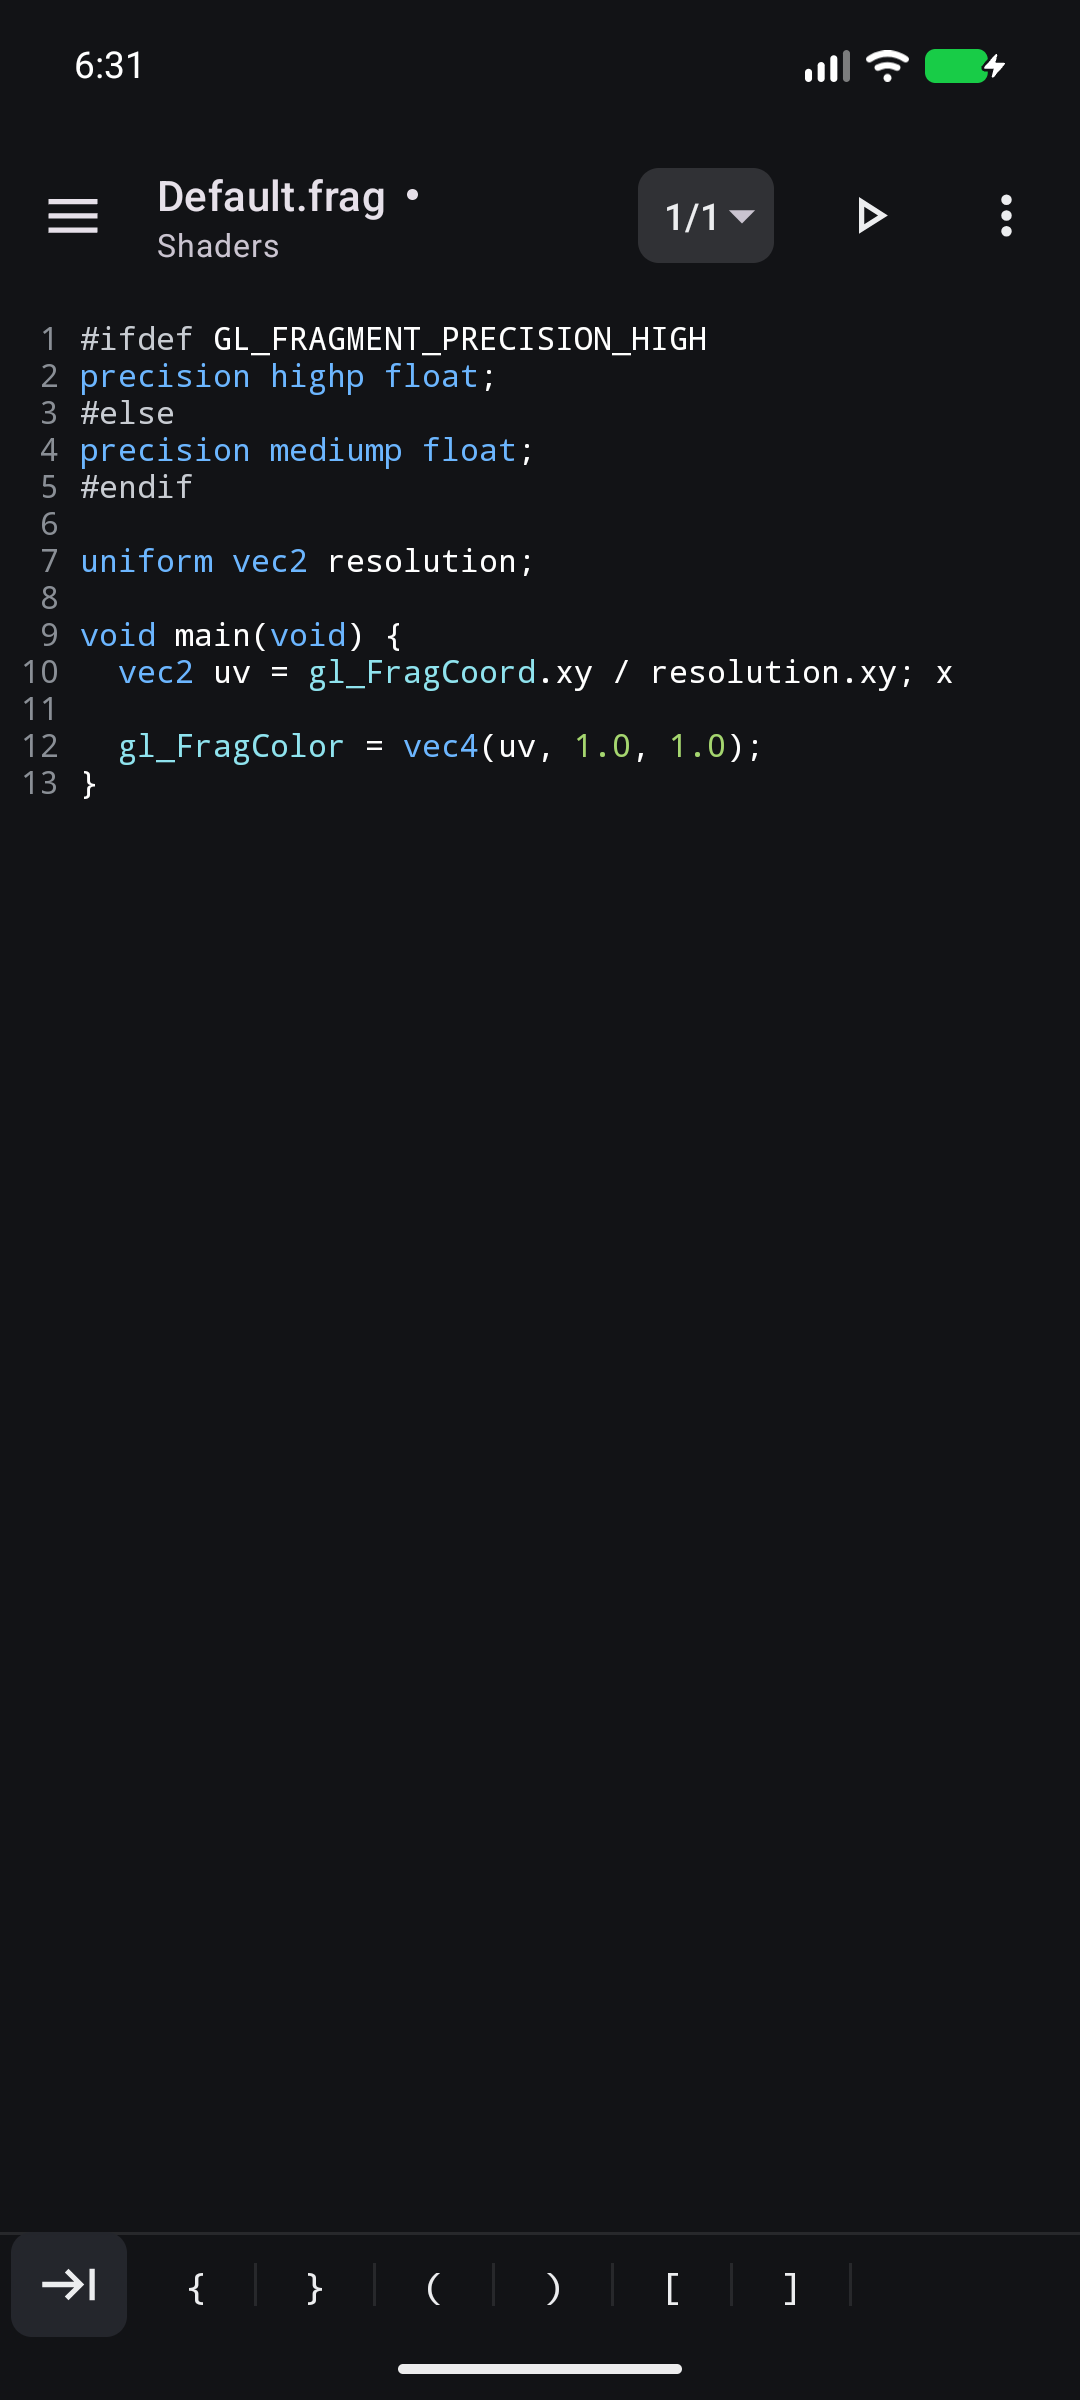 6:31
Default.frag •
Shaders
1/1
1 #ifdef GL_FRAGMENT_PRECISION_HIGH
2 precision highp float;
3 #else
4 precision mediump float;
5 #endif
6
7 uniform vec2 resolution;
8
9 void main(void) {
10   vec2 uv = gl_FragCoord.xy / resolution.xy; x
11
12   gl_FragColor = vec4(uv, 1.0, 1.0);
13 }
{ } ( ) [ ]